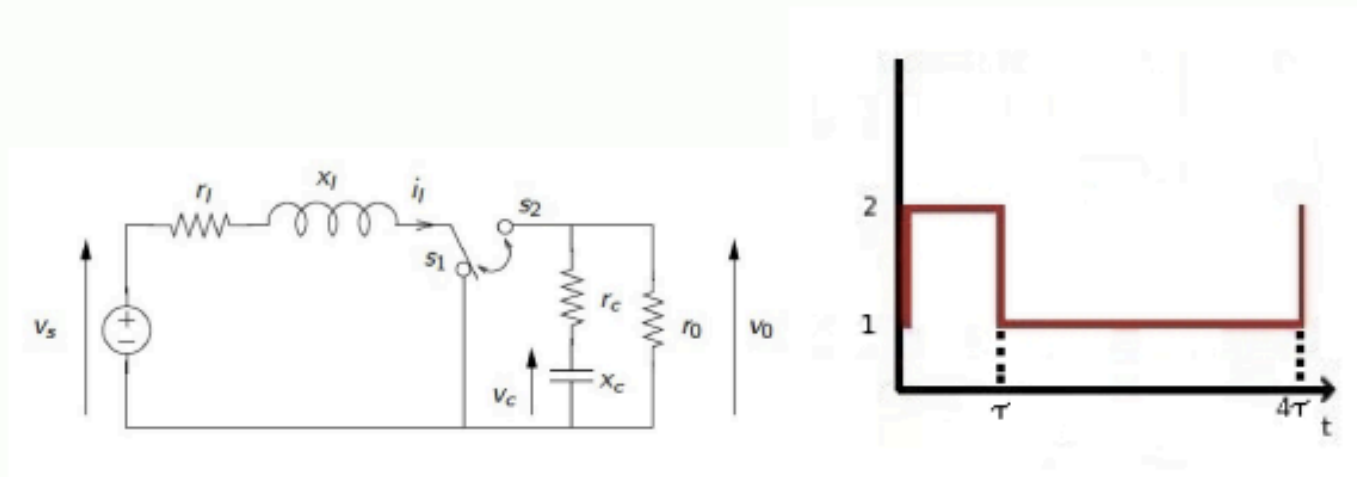 r_l x_l i_l s_2
s_1
v_s r_c r_0 v_0
v_c x_c
2
1
τ 4τ
t